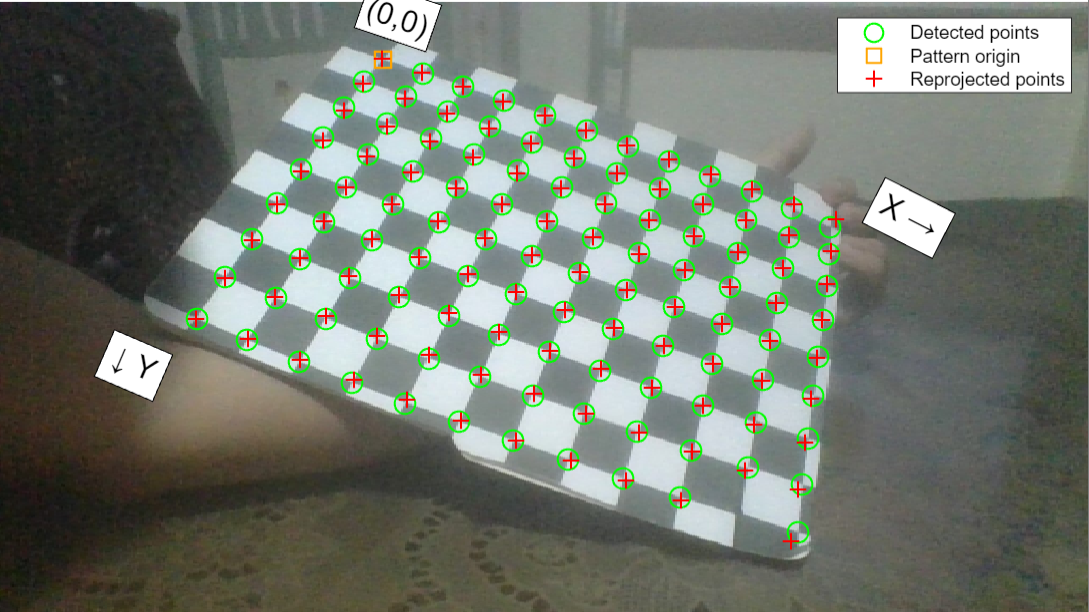 (0,0)
Detected points
Pattern origin
Reprojected points
X →
↓ Y